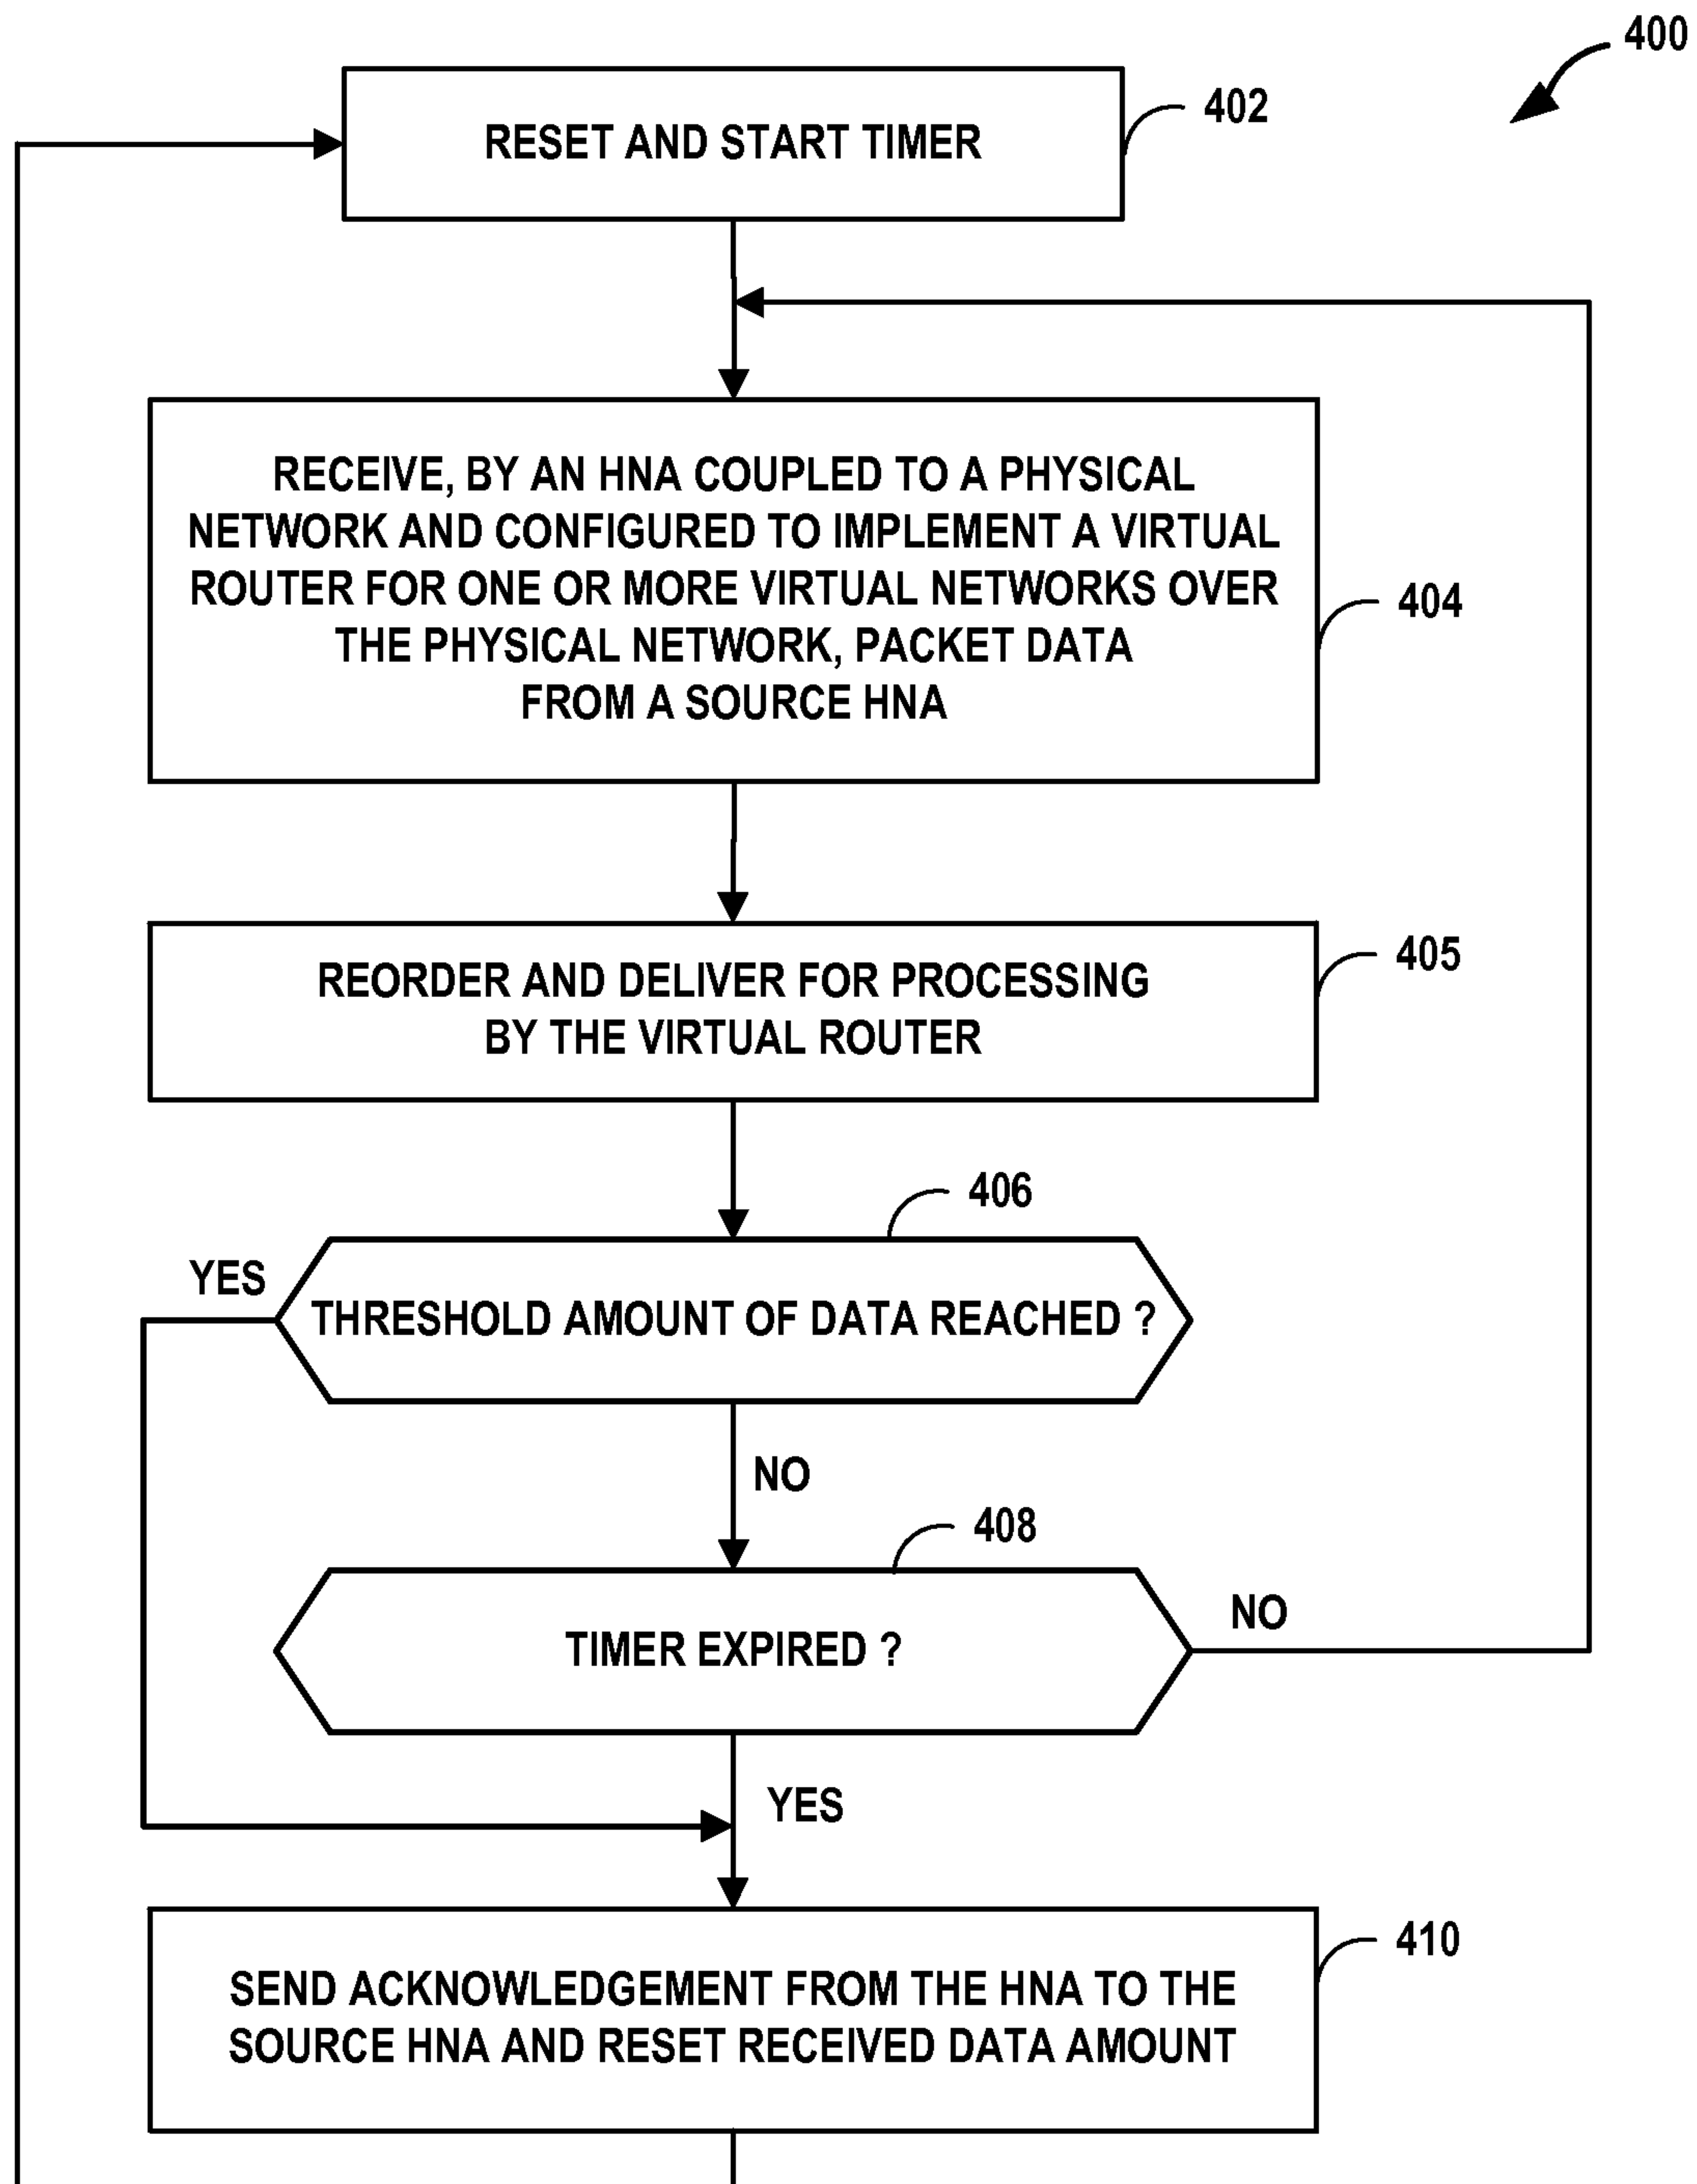 400
402
RESET AND START TIMER
RECEIVE, BY AN HNA COUPLED TO A PHYSICAL
NETWORK AND CONFIGURED TO IMPLEMENT A VIRTUAL
ROUTER FOR ONE OR MORE VIRTUAL NETWORKS OVER
THE PHYSICAL NETWORK, PACKET DATA
FROM A SOURCE HNA
404
REORDER AND DELIVER FOR PROCESSING
BY THE VIRTUAL ROUTER
405
406
YES
THRESHOLD AMOUNT OF DATA REACHED ?
NO
408
TIMER EXPIRED ?
NO
YES
SEND ACKNOWLEDGEMENT FROM THE HNA TO THE
SOURCE HNA AND RESET RECEIVED DATA AMOUNT
410